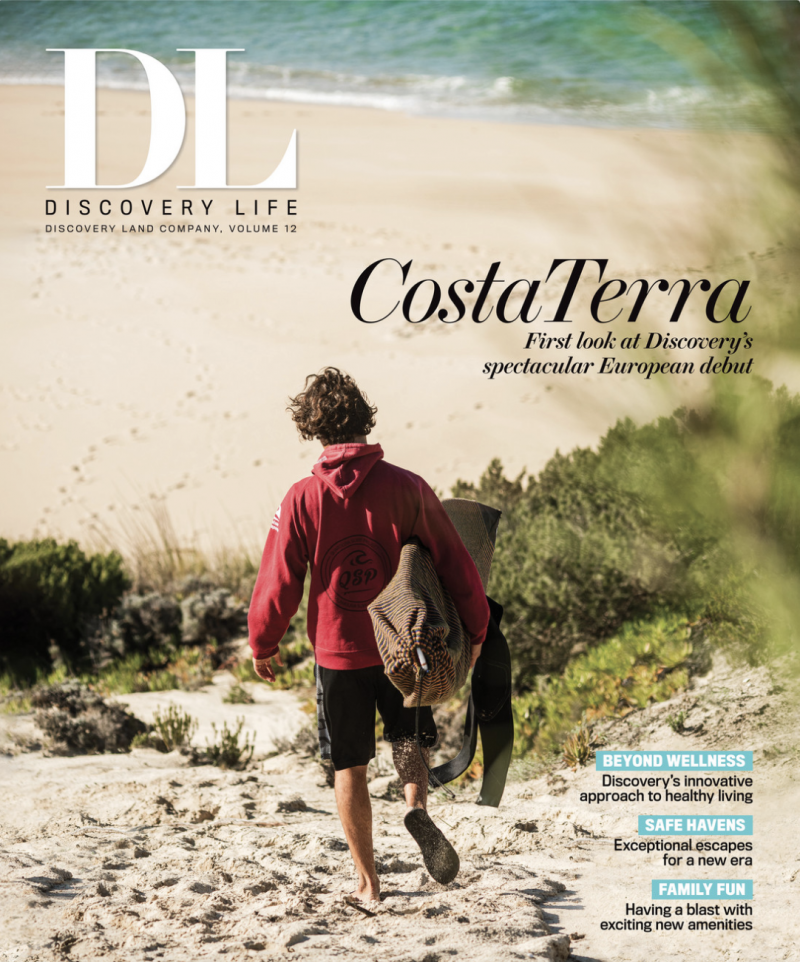 DL
DISCOVERY LIFE
DISCOVERY LAND COMPANY, VOLUME 12
CostaTerra
First look at Discovery's
spectacular European debut
QSP
BEYOND WELLNESS
Discovery's innovative
approach to healthy living
SAFE HAVENS
Exceptional escapes
for a new era
FAMILY FUN
Having a blast with
exciting new amenities